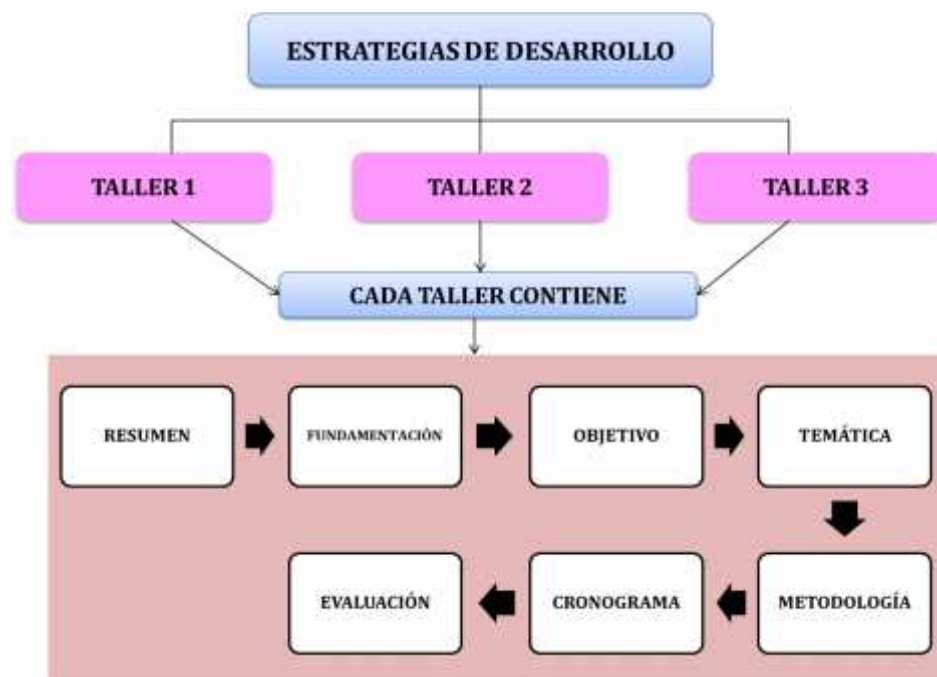 ESTRATEGIAS DE DESARROLLO
TALLER 1
TALLER 2
TALLER 3
CADA TALLER CONTIENE
RESUMEN
FUNDAMENTACIÓN
OBJETIVO
TEMÁTICA
METODOLOGÍA
CRONOGRAMA
EVALUACIÓN